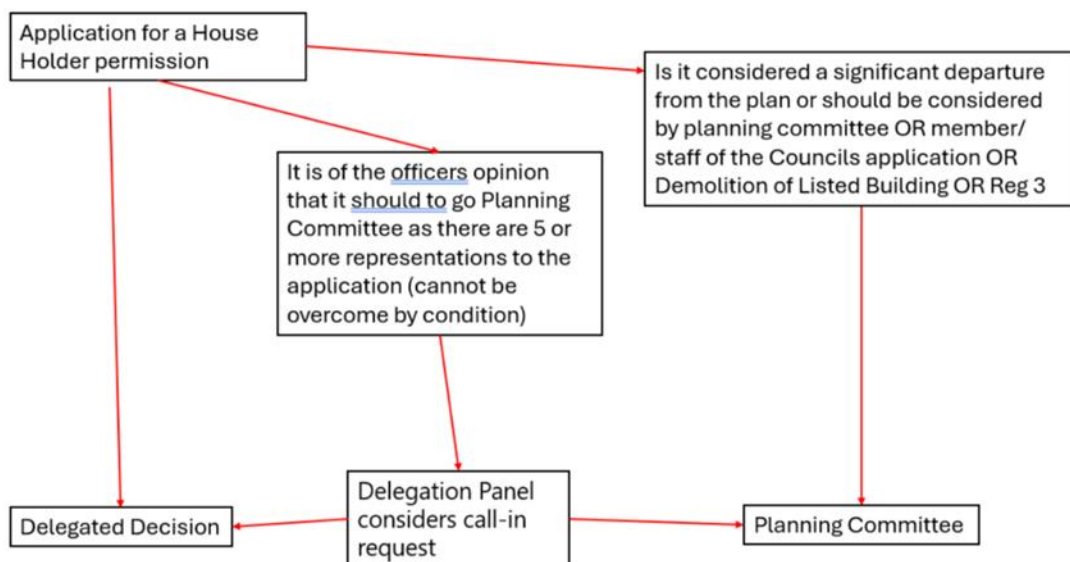 Application for a House
Holder permission
Is it considered a significant departure
from the plan or should be considered
by planning committee OR member/
staff of the Councils application OR
Demolition of Listed Building OR Reg 3
It is of the officers opinion
that it should to go Planning
Committee as there are 5 or
more representations to the
application (cannot be
overcome by condition)
Delegation Panel
considers call-in
request
Delegated Decision
Planning Committee